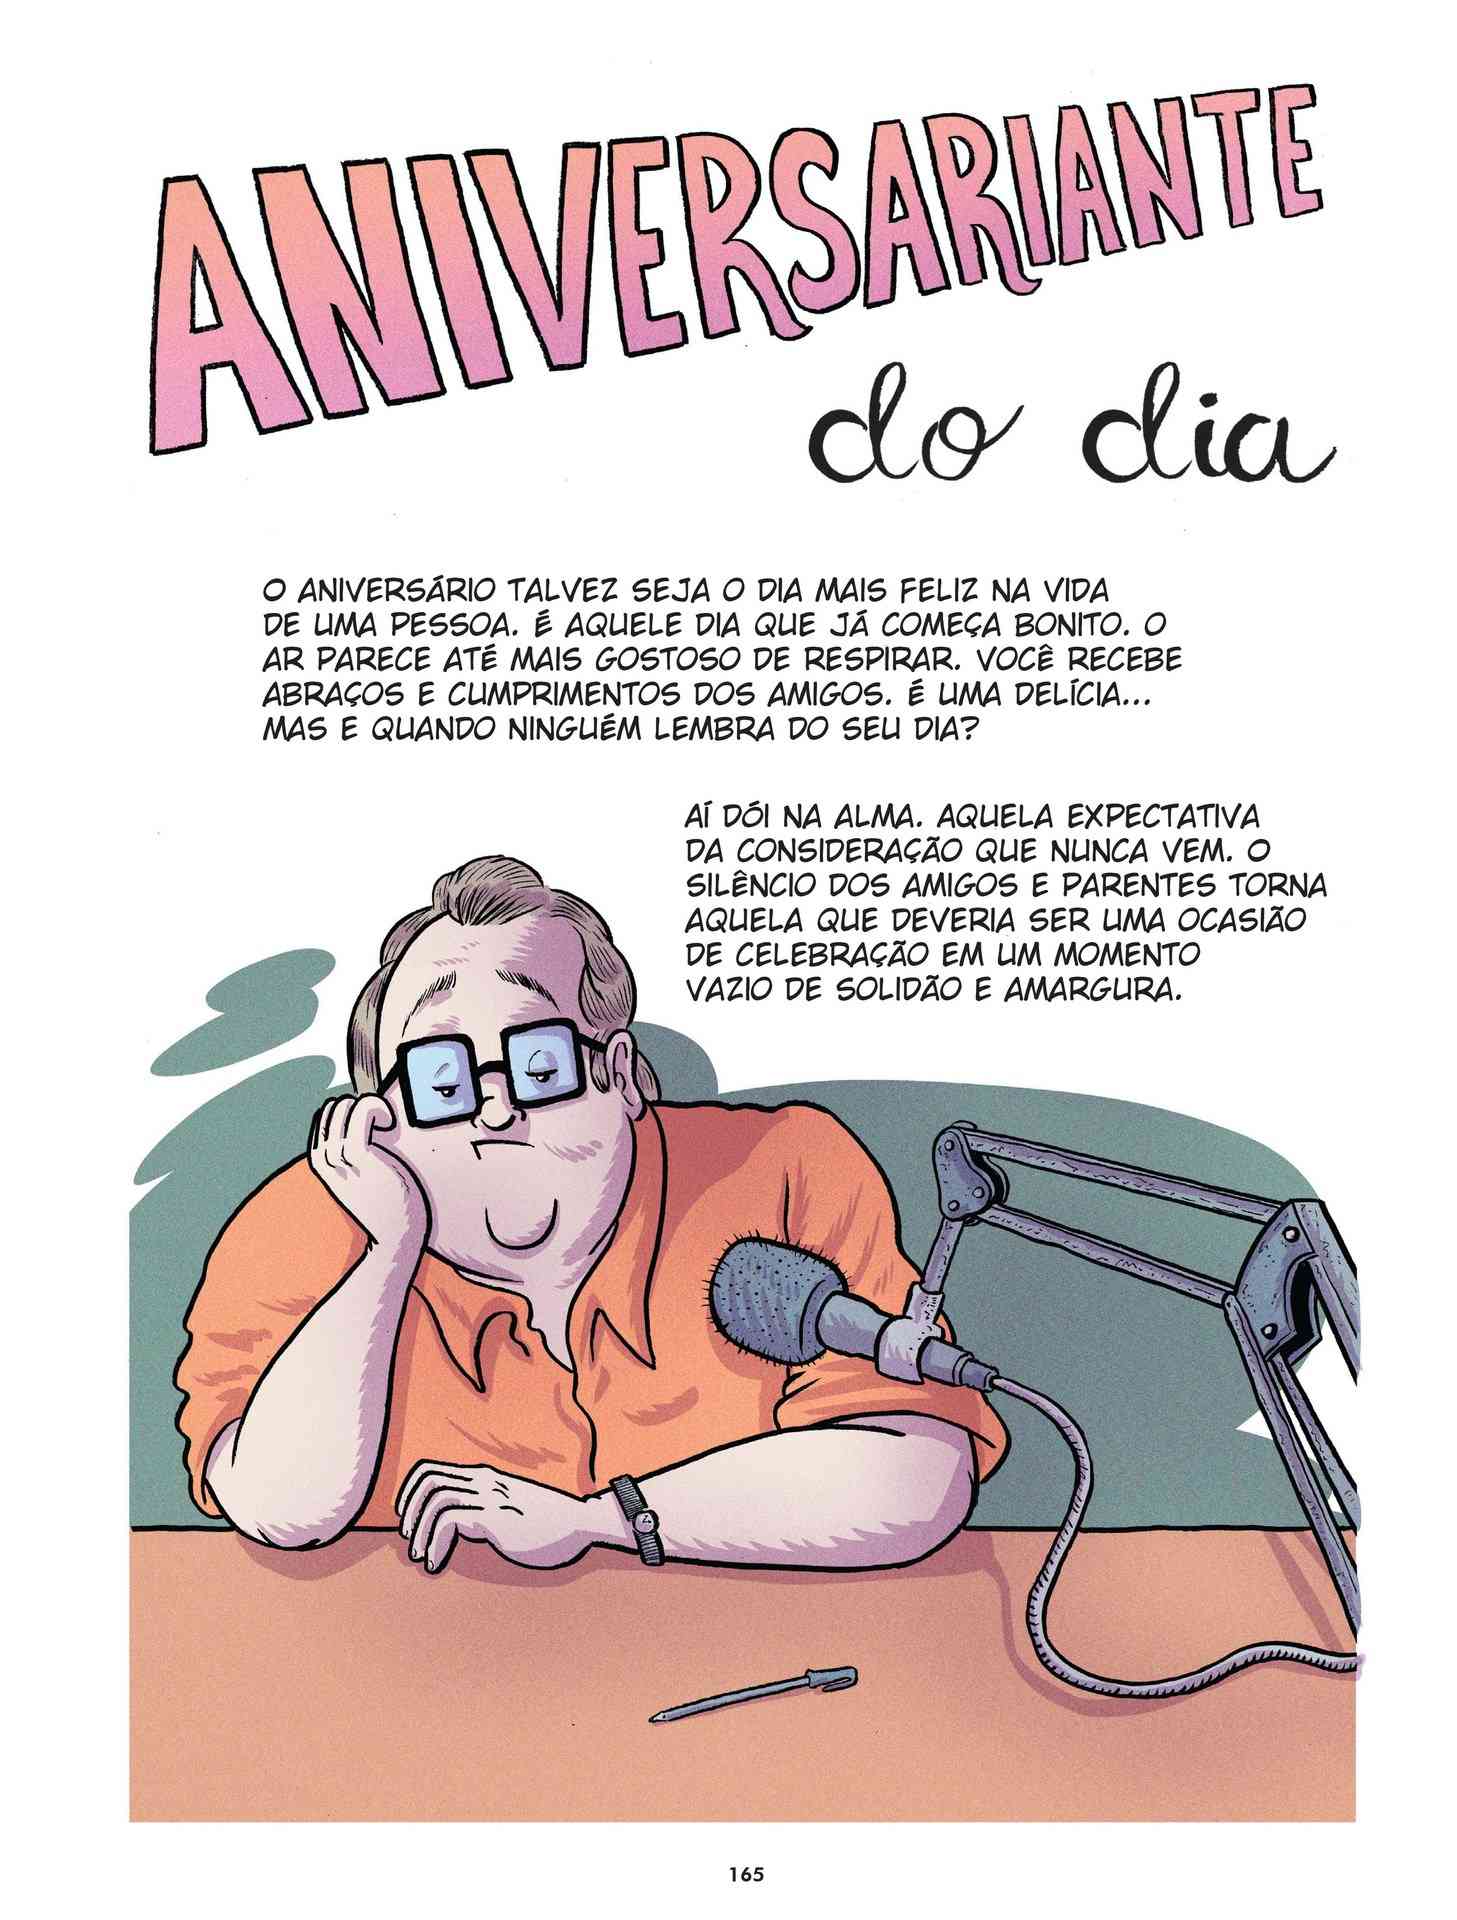 ANIVERSARIANTE
do dia
O ANIVERSÁRIO TALVEZ SEJA O DIA MAIS FELIZ NA VIDA
DE UMA PESSOA. É AQUELE DIA QUE JÁ COMEÇA BONITO. O
AR PARECE ATÉ MAIS GOSTOSO DE RESPIRAR. VOCÊ RECEBE
ABRAÇOS E CUMPRIMENTOS DOS AMIGOS. É UMA DELÍCIA...
MAS E QUANDO NINGUÉM LEMBRA DO SEU DIA?
AÍ DÓI NA ALMA. AQUELA EXPECTATIVA
DA CONSIDERAÇÃO QUE NUNCA VEM. O
SILÊNCIO DOS AMIGOS E PARENTES TORNA
AQUELA QUE DEVERIA SER UMA OCASIÃO
DE CELEBRAÇÃO EM UM MOMENTO
VAZIO DE SOLIDÃO E AMARGURA.
165